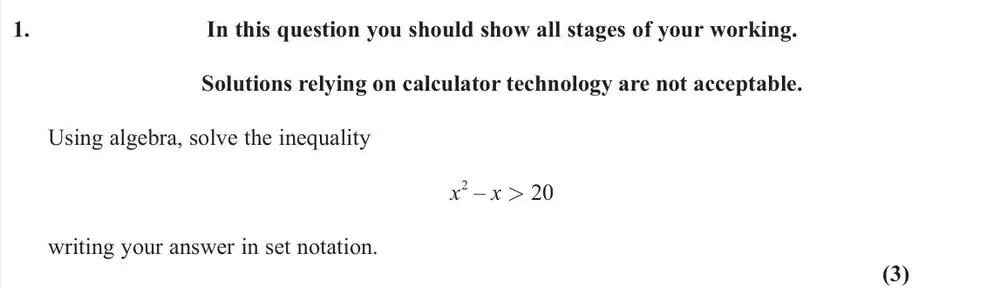 1. In this question you should show all stages of your working.
Solutions relying on calculator technology are not acceptable.
Using algebra, solve the inequality
x² – x > 20
writing your answer in set notation.
(3)